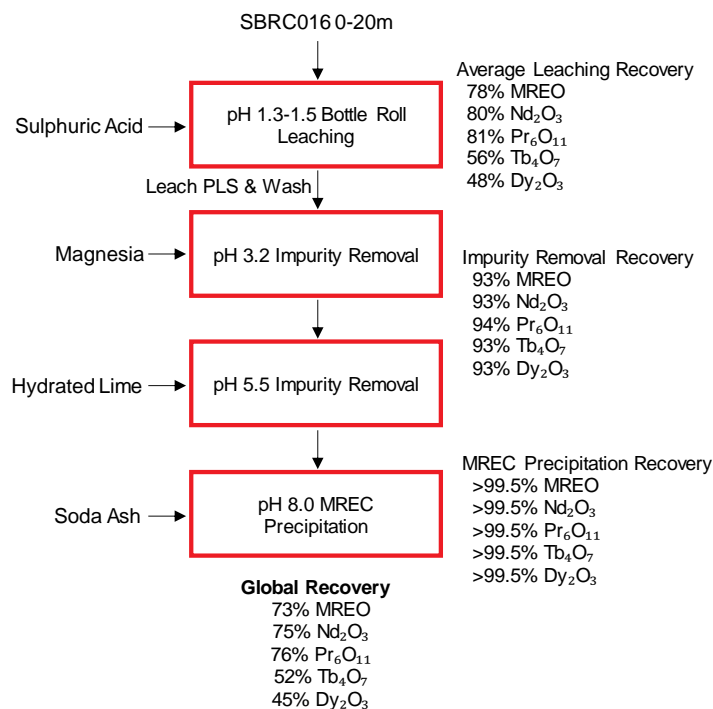 SBRC016 0-20m
Sulphuric Acid
pH 1.3-1.5 Bottle Roll
Leaching
Average Leaching Recovery
78% MREO
80% Nd₂O₃
81% Pr₆O₁₁
56% Tb₄O₇
48% Dy₂O₃
Leach PLS & Wash
Magnesia
pH 3.2 Impurity Removal
Impurity Removal Recovery
93% MREO
93% Nd₂O₃
94% Pr₆O₁₁
93% Tb₄O₇
93% Dy₂O₃
Hydrated Lime
pH 5.5 Impurity Removal
Soda Ash
pH 8.0 MREC
Precipitation
MREC Precipitation Recovery
>99.5% MREO
>99.5% Nd₂O₃
>99.5% Pr₆O₁₁
>99.5% Tb₄O₇
>99.5% Dy₂O₃
Global Recovery
73% MREO
75% Nd₂O₃
76% Pr₆O₁₁
52% Tb₄O₇
45% Dy₂O₃